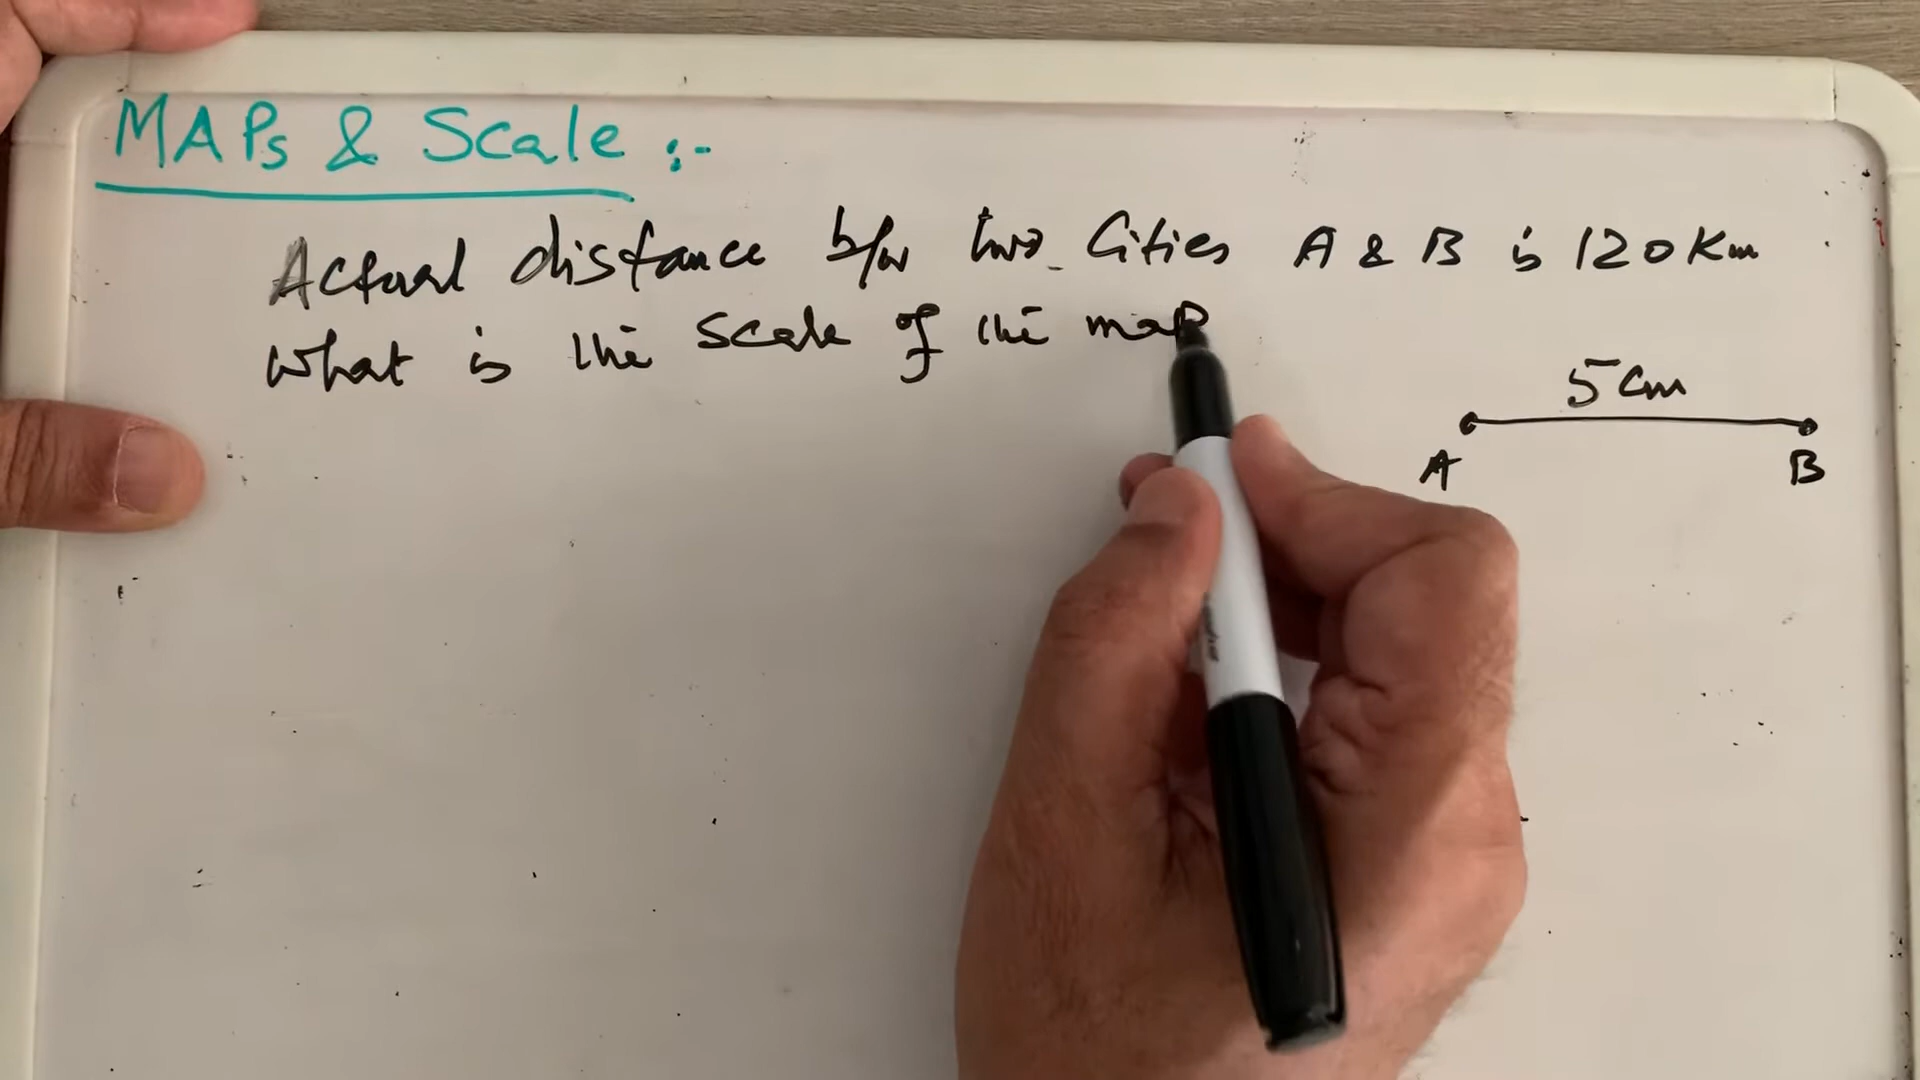 MAPs & Scale :-
Actual distance b/w two Cities A & B is 120 Km
What is the Scale of the map
5 Cm
A B